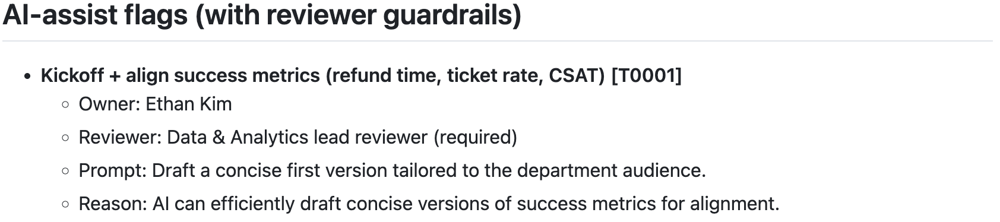 AI-assist flags (with reviewer guardrails)
Kickoff + align success metrics (refund time, ticket rate, CSAT) [T0001]
Owner: Ethan Kim
Reviewer: Data & Analytics lead reviewer (required)
Prompt: Draft a concise first version tailored to the department audience.
Reason: AI can efficiently draft concise versions of success metrics for alignment.